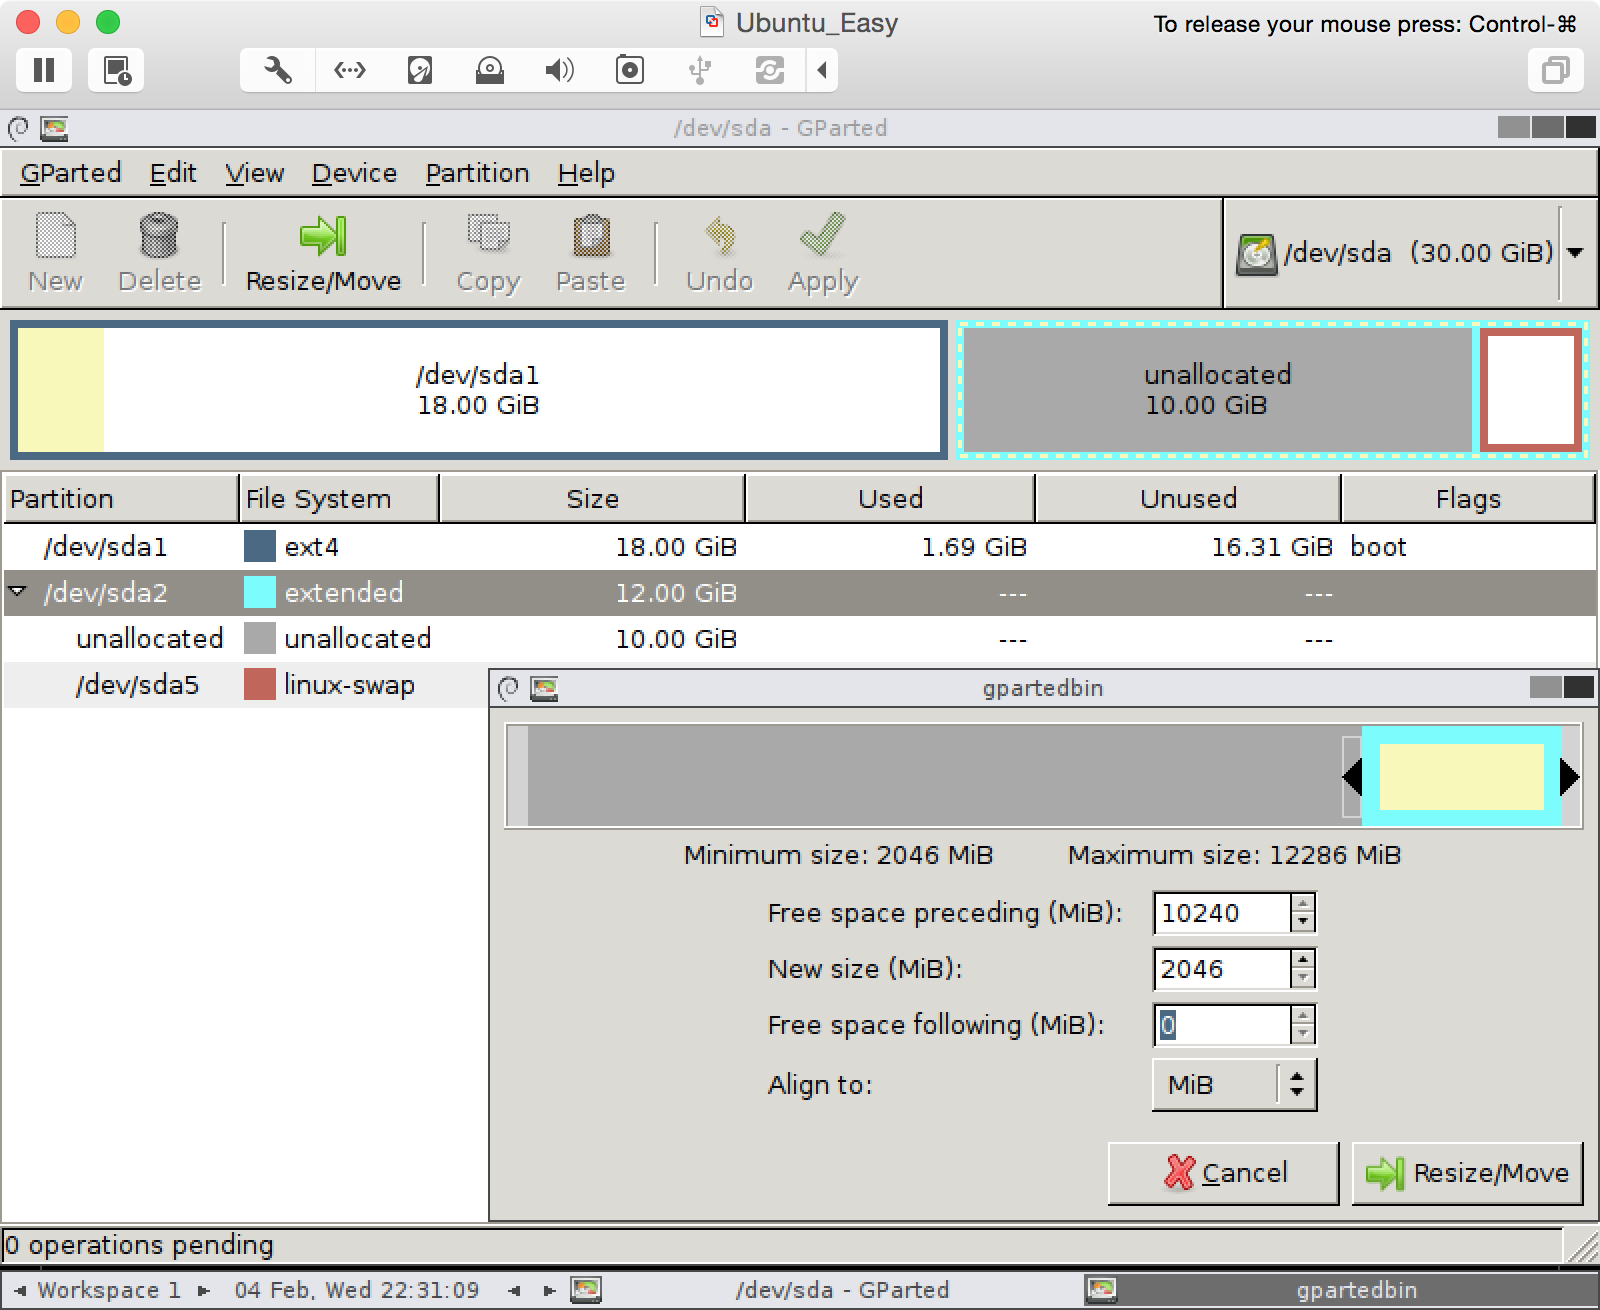 Ubuntu_Easy
To release your mouse press: Control-⌘
/dev/sda - GParted
GParted Edit View Device Partition Help
New Delete Resize/Move Copy Paste Undo Apply
/dev/sda (30.00 GiB)
/dev/sda1
18.00 GiB
unallocated
10.00 GiB
Partition File System Size Used Unused Flags
/dev/sda1 ext4 18.00 GiB 1.69 GiB 16.31 GiB boot
/dev/sda2 extended 12.00 GiB --- ---
unallocated unallocated 10.00 GiB --- ---
/dev/sda5 linux-swap
gpartedbin
Minimum size: 2046 MiB Maximum size: 12286 MiB
Free space preceding (MiB): 10240
New size (MiB): 2046
Free space following (MiB): 0
Align to: MiB
Cancel Resize/Move
0 operations pending
Workspace 1 04 Feb, Wed 22:31:09 /dev/sda - GParted gpartedbin